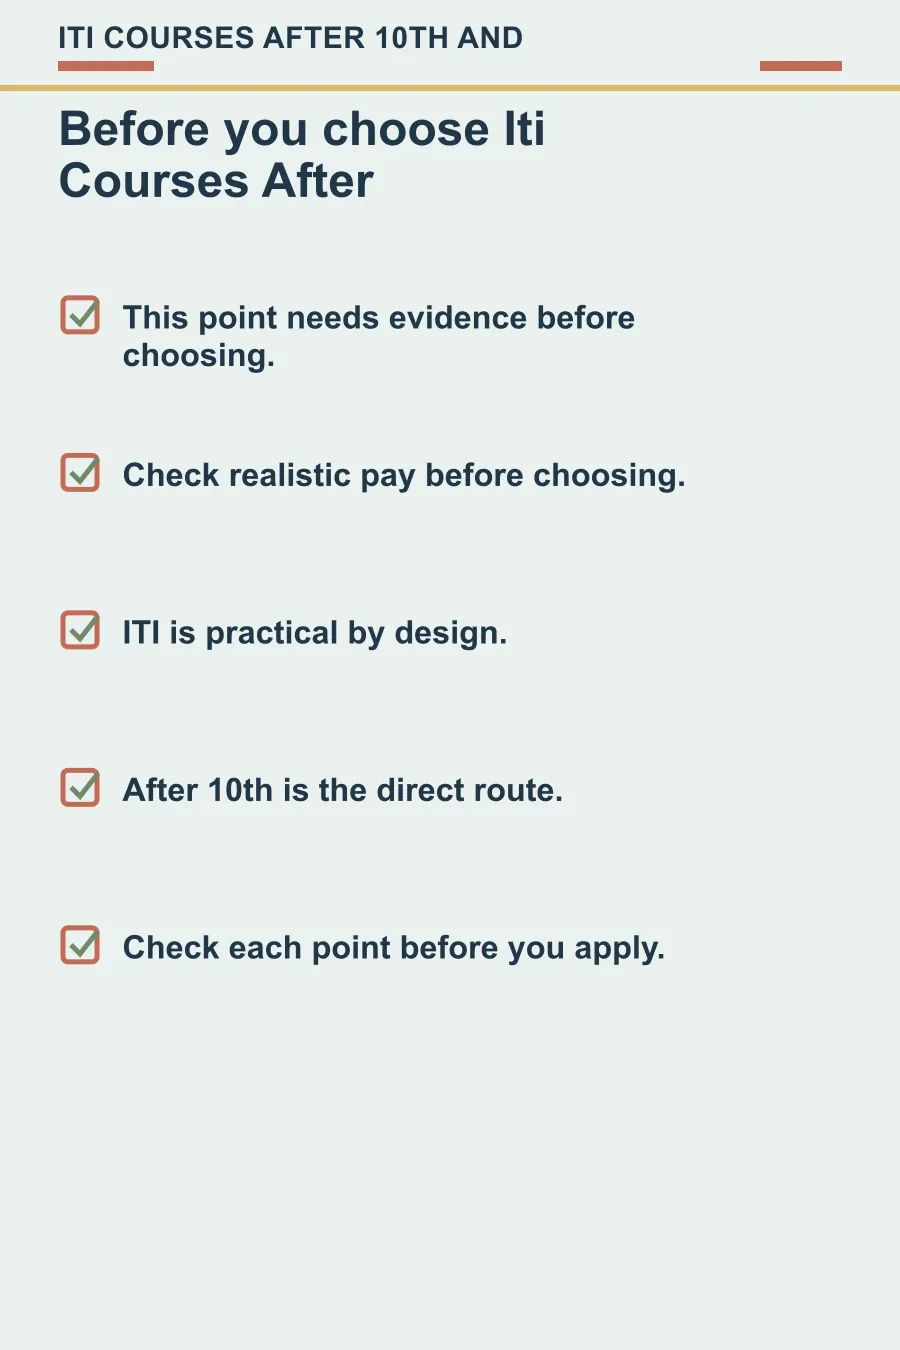 ITI COURSES AFTER 10TH AND
Before you choose Iti
Courses After
This point needs evidence before
choosing.
Check realistic pay before choosing.
ITI is practical by design.
After 10th is the direct route.
Check each point before you apply.